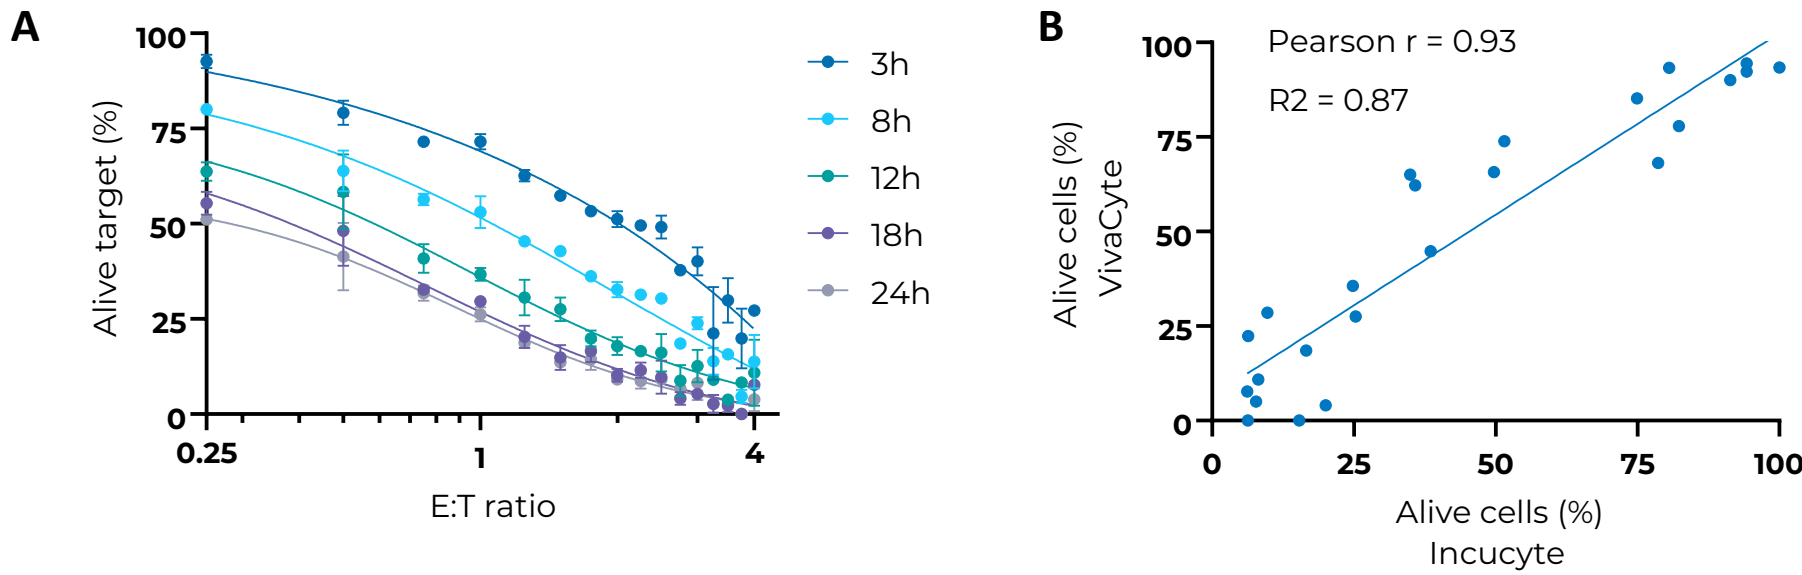 A
100
75
50
25
0
0.25
1
4
Alive target (%)
E:T ratio
3h
8h
12h
18h
24h
B
Pearson r = 0.93
R2 = 0.87
100
75
50
25
0
0
25
50
75
100
Alive cells (%)
VivaCyte
Alive cells (%)
Incucyte